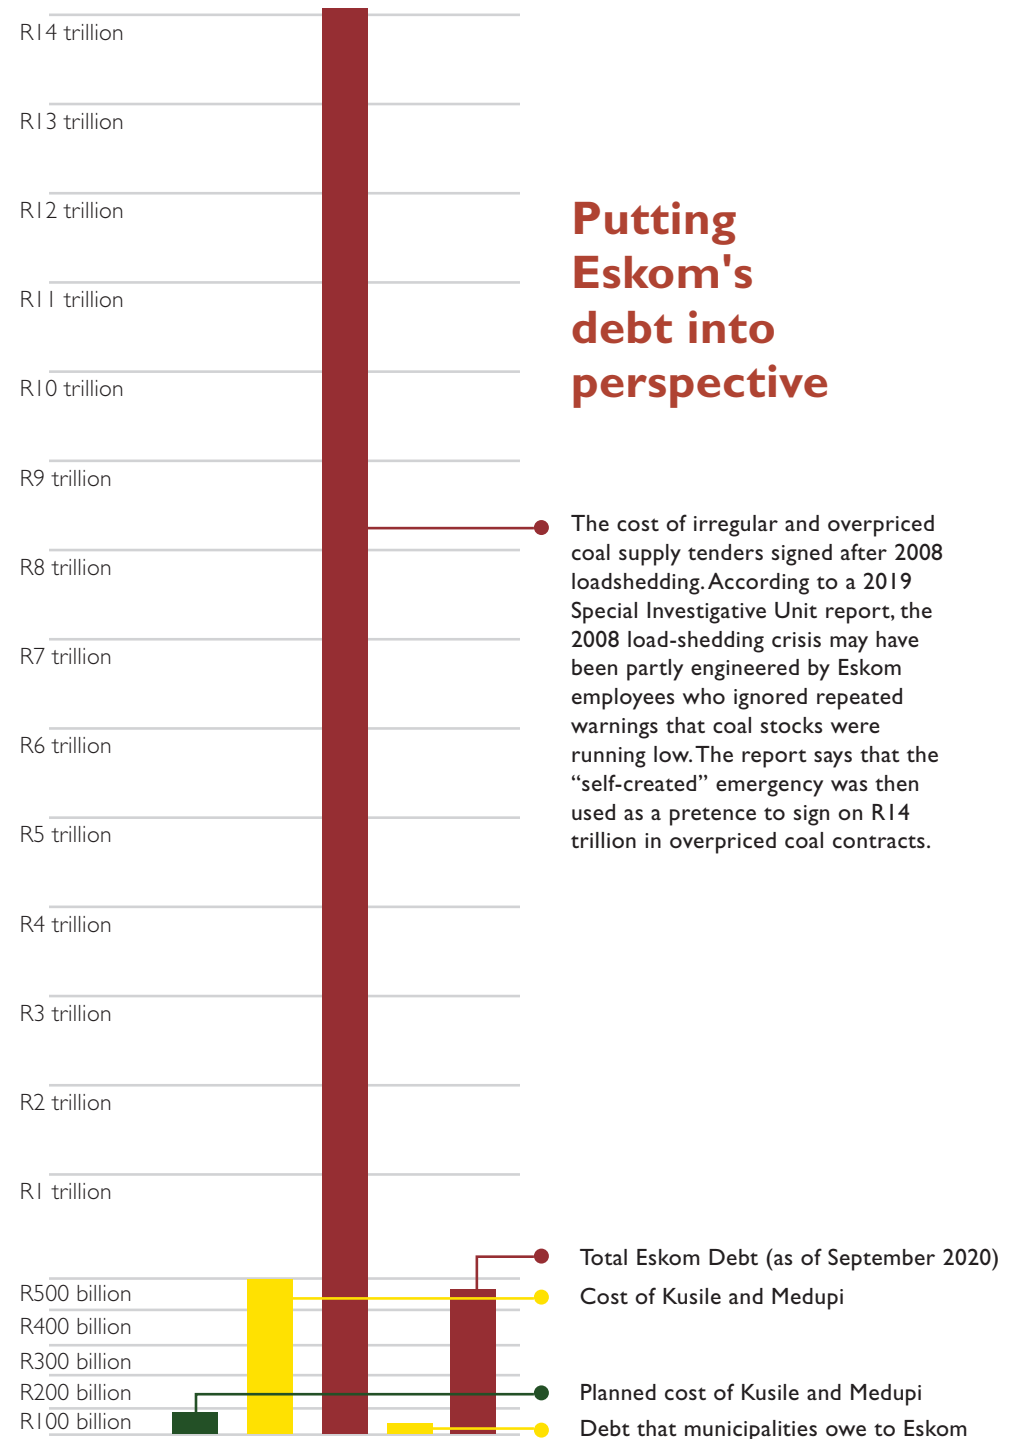 R14 trillion
R13 trillion
R12 trillion
R11 trillion
R10 trillion
R9 trillion
R8 trillion
R7 trillion
R6 trillion
R5 trillion
R4 trillion
R3 trillion
R2 trillion
R1 trillion
R500 billion
R400 billion
R300 billion
R200 billion
R100 billion
Putting
Eskom's
debt into
perspective
The cost of irregular and overpriced
coal supply tenders signed after 2008
loadshedding. According to a 2019
Special Investigative Unit report, the
2008 load-shedding crisis may have
been partly engineered by Eskom
employees who ignored repeated
warnings that coal stocks were
running low. The report says that the
“self-created” emergency was then
used as a pretence to sign on R14
trillion in overpriced coal contracts.
Total Eskom Debt (as of September 2020)
Cost of Kusile and Medupi
Planned cost of Kusile and Medupi
Debt that municipalities owe to Eskom